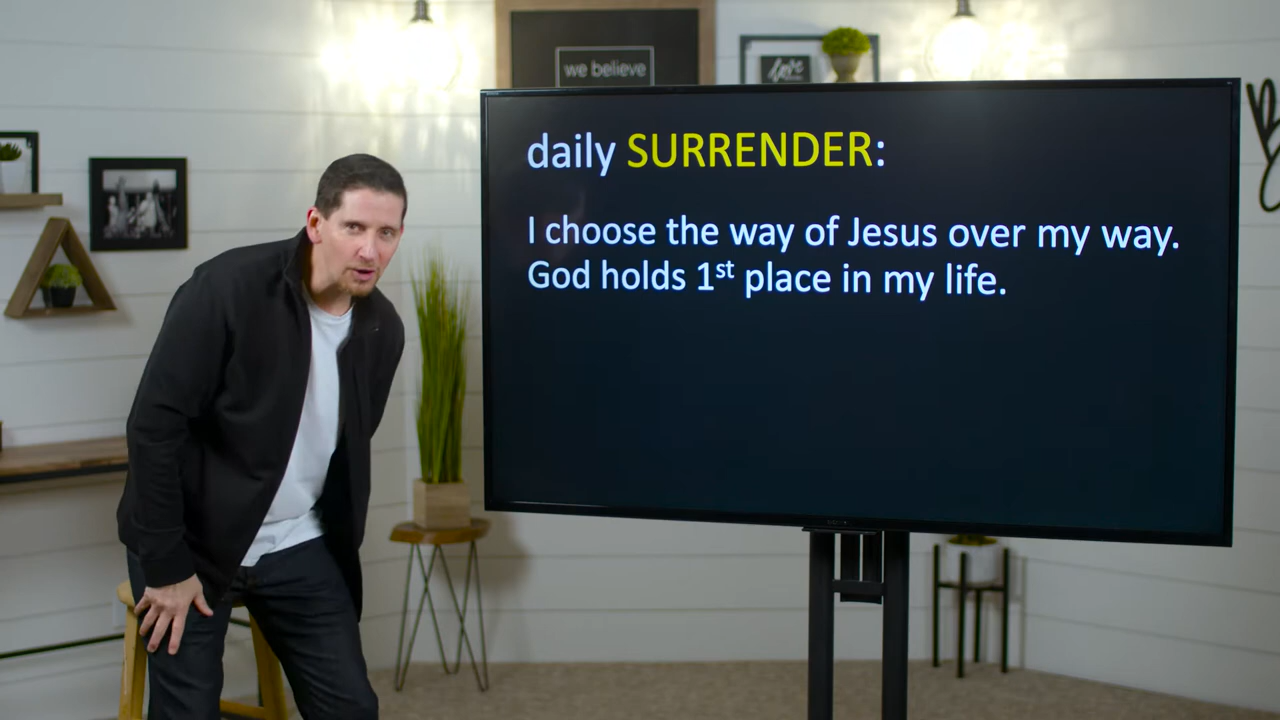 we believe
love
daily SURRENDER:
I choose the way of Jesus over my way.
God holds 1st place in my life.